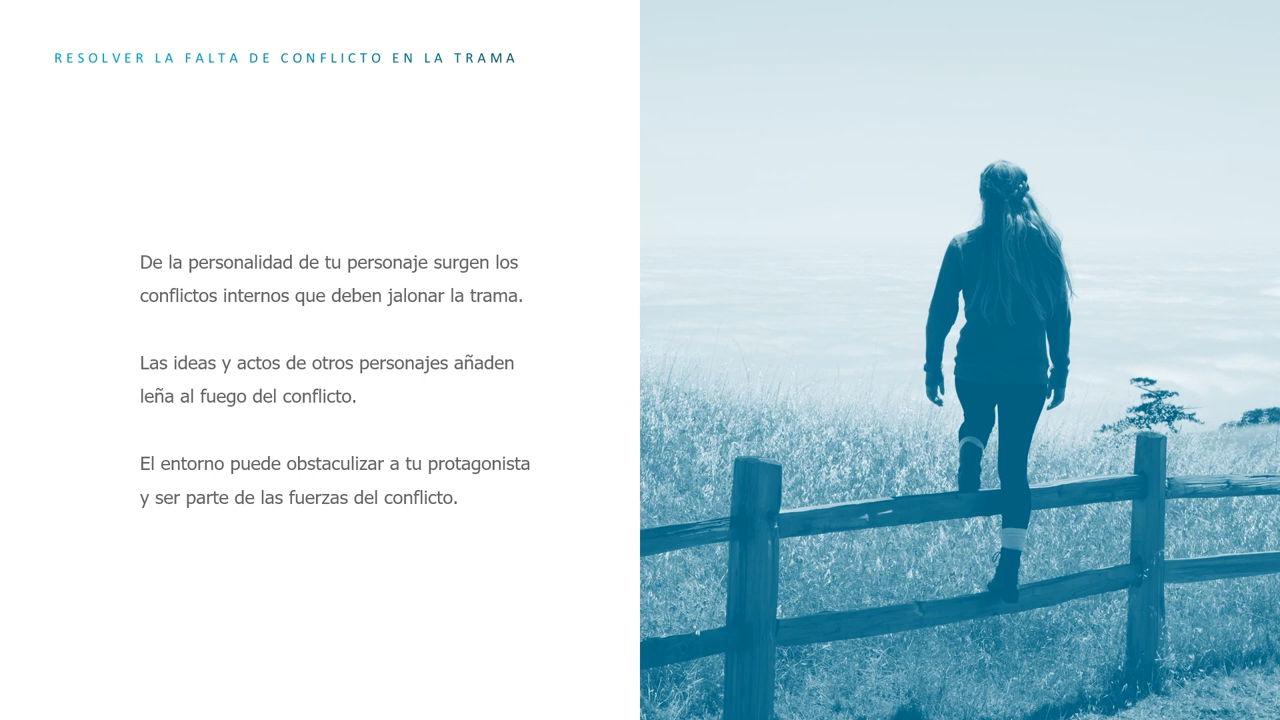 RESOLVER LA FALTA DE CONFLICTO EN LA TRAMA
De la personalidad de tu personaje surgen los
conflictos internos que deben jalonar la trama.
Las ideas y actos de otros personajes añaden
leña al fuego del conflicto.
El entorno puede obstaculizar a tu protagonista
y ser parte de las fuerzas del conflicto.